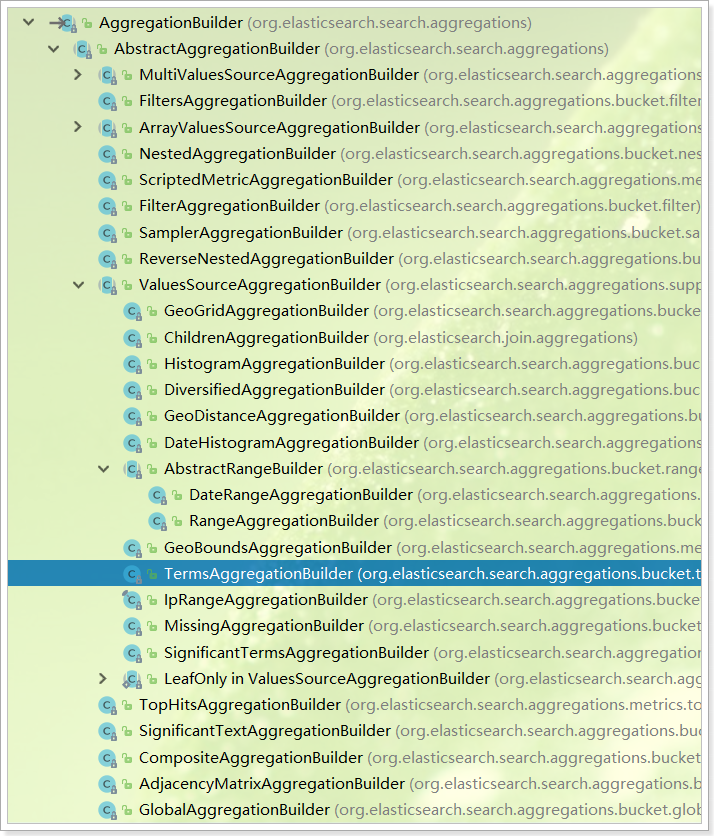 AggregationBuilder (org.elasticsearch.search.aggregations)
AbstractAggregationBuilder (org.elasticsearch.search.aggregations)
MultiValuesSourceAggregationBuilder (org.elasticsearch.search.aggregations
FiltersAggregationBuilder (org.elasticsearch.search.aggregations.bucket.filter
ArrayValuesSourceAggregationBuilder (org.elasticsearch.search.aggregations
NestedAggregationBuilder (org.elasticsearch.search.aggregations.bucket.nes
ScriptedMetricAggregationBuilder (org.elasticsearch.search.aggregations.me
FilterAggregationBuilder (org.elasticsearch.search.aggregations.bucket.filter)
SamplerAggregationBuilder (org.elasticsearch.search.aggregations.bucket.sa
ReverseNestedAggregationBuilder (org.elasticsearch.search.aggregations.bu
ValuesSourceAggregationBuilder (org.elasticsearch.search.aggregations.supp
GeoGridAggregationBuilder (org.elasticsearch.search.aggregations.bucke
ChildrenAggregationBuilder (org.elasticsearch.join.aggregations)
HistogramAggregationBuilder (org.elasticsearch.search.aggregations.buc
DiversifiedAggregationBuilder (org.elasticsearch.search.aggregations.buc
GeoDistanceAggregationBuilder (org.elasticsearch.search.aggregations.bu
DateHistogramAggregationBuilder (org.elasticsearch.search.aggregations
AbstractRangeBuilder (org.elasticsearch.search.aggregations.bucket.range
DateRangeAggregationBuilder (org.elasticsearch.search.aggregations.
RangeAggregationBuilder (org.elasticsearch.search.aggregations.buck
GeoBoundsAggregationBuilder (org.elasticsearch.search.aggregations.me
TermsAggregationBuilder (org.elasticsearch.search.aggregations.bucket.t
IpRangeAggregationBuilder (org.elasticsearch.search.aggregations.bucke
MissingAggregationBuilder (org.elasticsearch.search.aggregations.bucket
SignificantTermsAggregationBuilder (org.elasticsearch.search.aggregation
LeafOnly in ValuesSourceAggregationBuilder (org.elasticsearch.search.agg
TopHitsAggregationBuilder (org.elasticsearch.search.aggregations.metrics.to
SignificantTextAggregationBuilder (org.elasticsearch.search.aggregations.bu
CompositeAggregationBuilder (org.elasticsearch.search.aggregations.bucket
AdjacencyMatrixAggregationBuilder (org.elasticsearch.search.aggregations.b
GlobalAggregationBuilder (org.elasticsearch.search.aggregations.bucket.glob